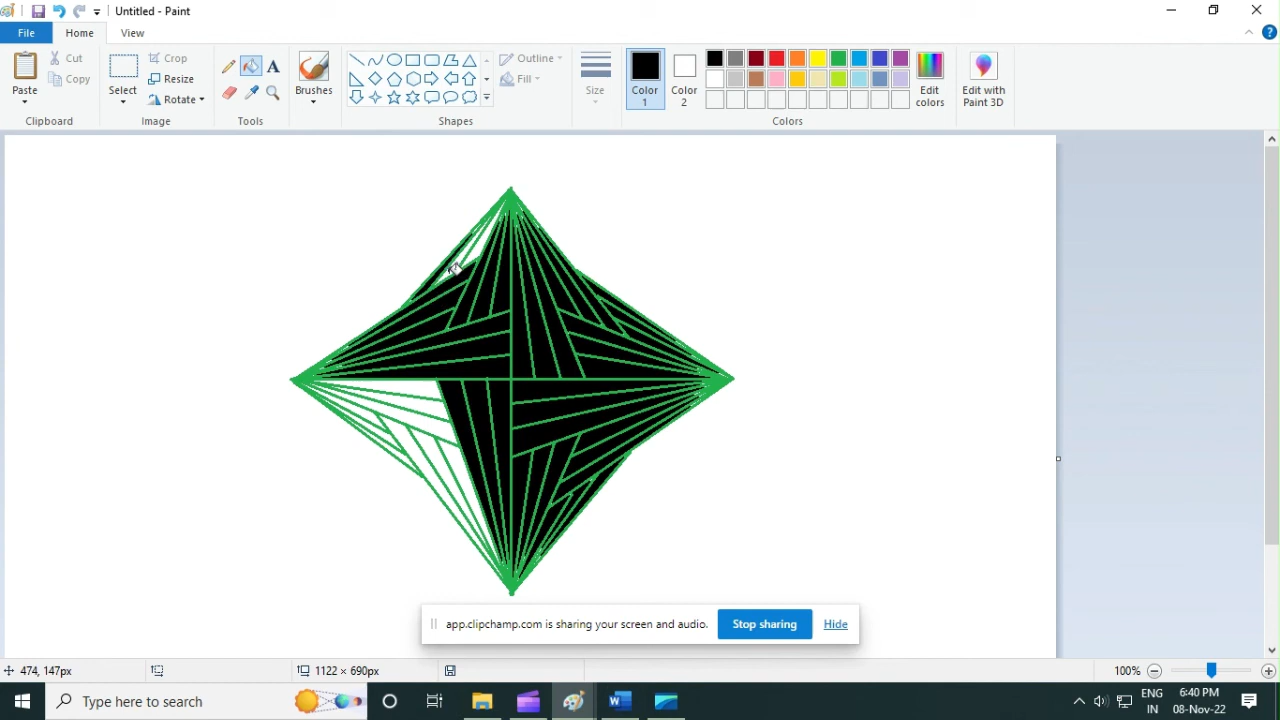 Untitled - Paint
File Home View
Paste
Cut
Copy
Clipboard
Select
Crop
Resize
Rotate
Image
A
Tools
Brushes
Outline
Fill
Shapes
Size
Color 1
Color 2
Edit colors
Colors
Edit with Paint 3D
app.clipchamp.com is sharing your screen and audio. Stop sharing Hide
474, 147px
1122 × 690px
100%
Type here to search
W
ENG
IN
6:40 PM
08-Nov-22